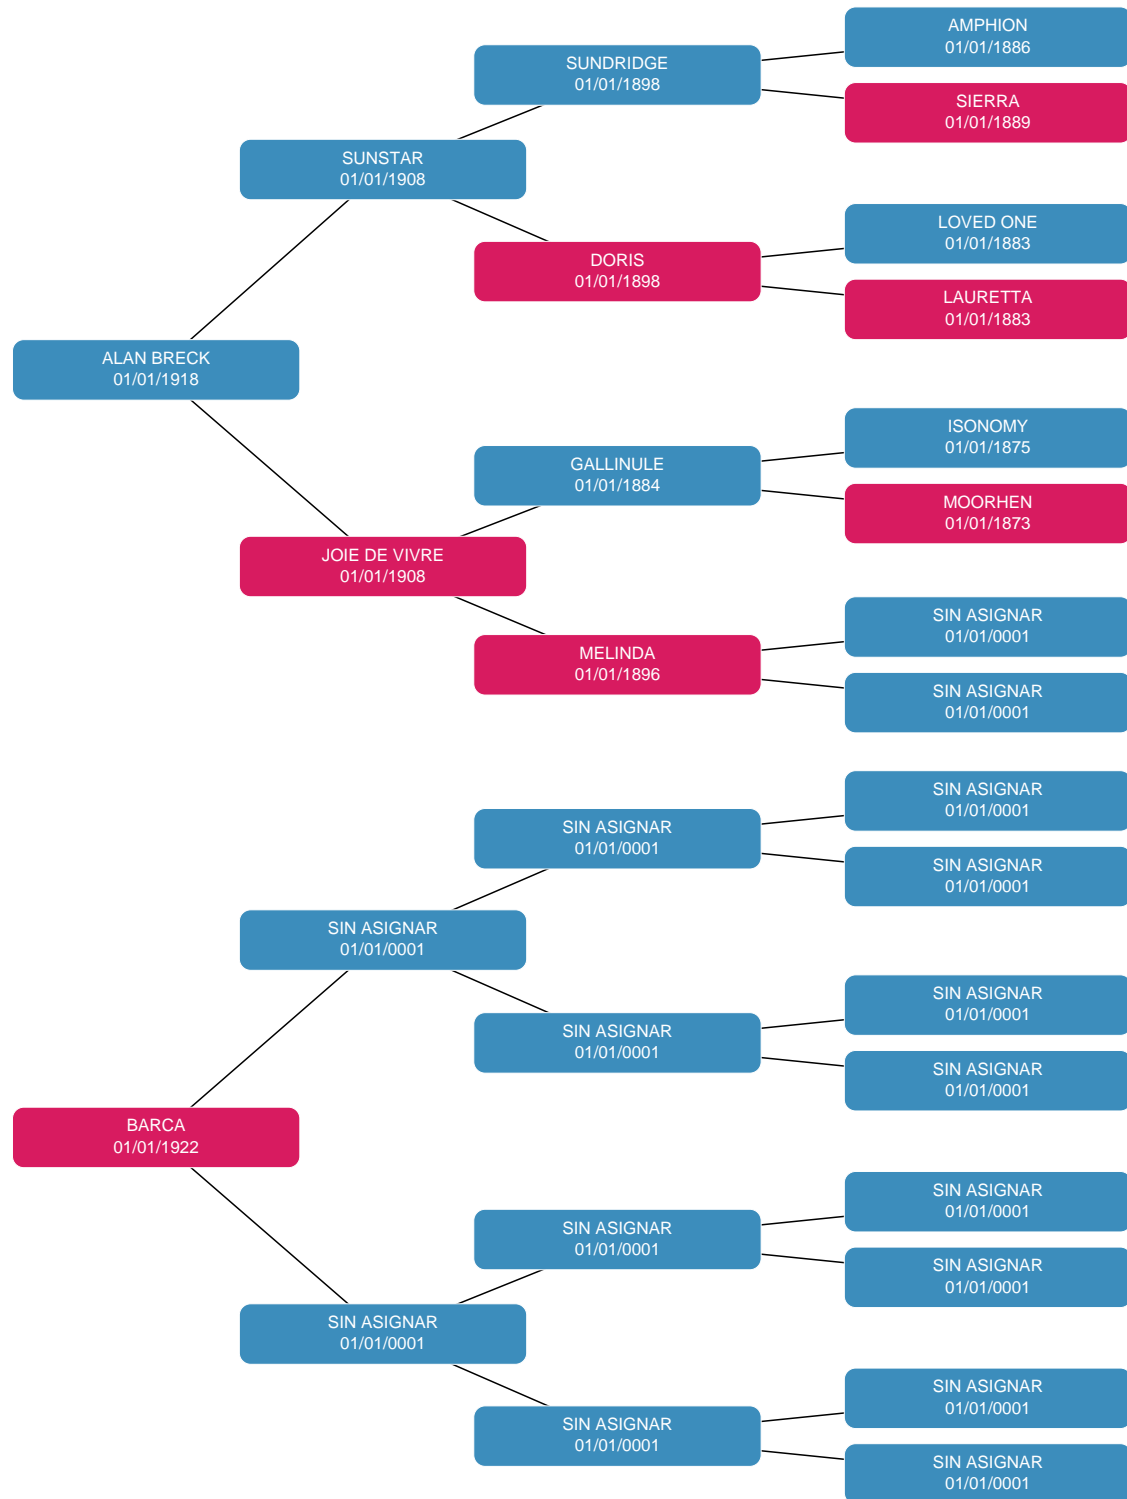 AMPHION
01/01/1886
SUNDRIDGE
01/01/1898
SIERRA
01/01/1889
SUNSTAR
01/01/1908
LOVED ONE
01/01/1883
DORIS
01/01/1898
LAURETTA
01/01/1883
ALAN BRECK
01/01/1918
ISONOMY
01/01/1875
GALLINULE
01/01/1884
MOORHEN
01/01/1873
JOIE DE VIVRE
01/01/1908
SIN ASIGNAR
01/01/0001
MELINDA
01/01/1896
SIN ASIGNAR
01/01/0001
SIN ASIGNAR
01/01/0001
SIN ASIGNAR
01/01/0001
SIN ASIGNAR
01/01/0001
SIN ASIGNAR
01/01/0001
SIN ASIGNAR
01/01/0001
SIN ASIGNAR
01/01/0001
SIN ASIGNAR
01/01/0001
BARCA
01/01/1922
SIN ASIGNAR
01/01/0001
SIN ASIGNAR
01/01/0001
SIN ASIGNAR
01/01/0001
SIN ASIGNAR
01/01/0001
SIN ASIGNAR
01/01/0001
SIN ASIGNAR
01/01/0001
SIN ASIGNAR
01/01/0001